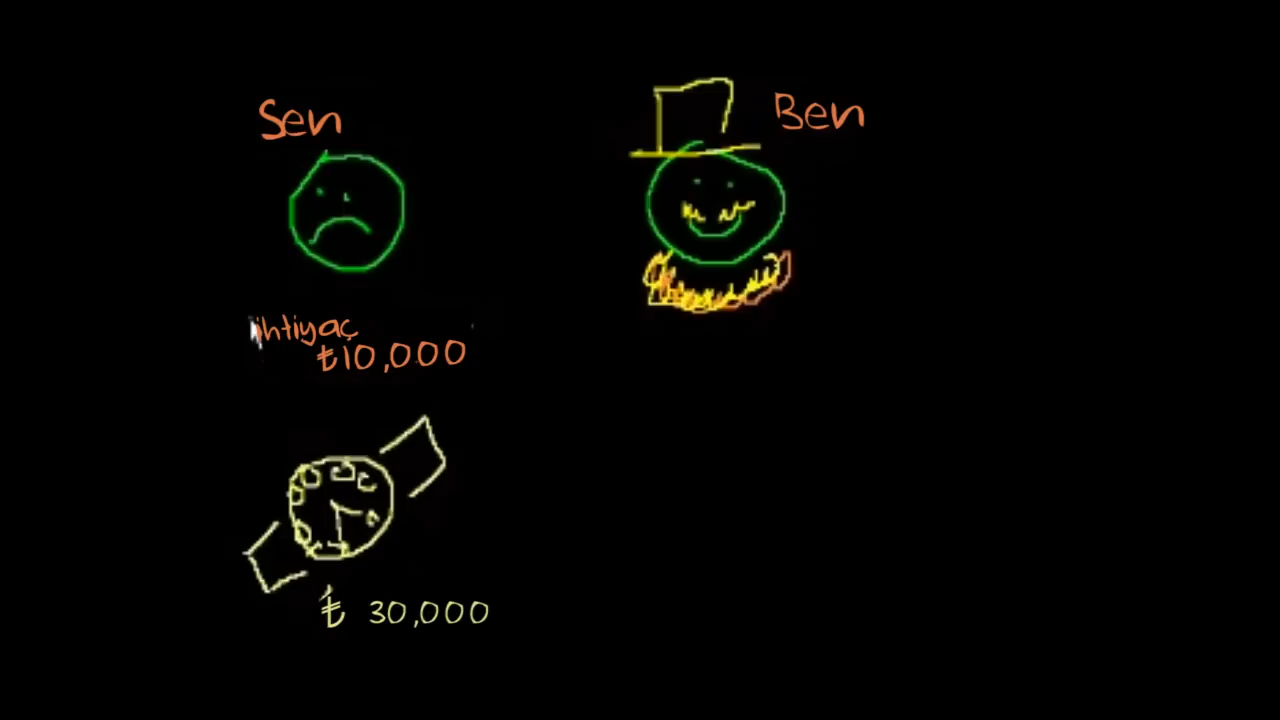 Sen
Ben
ihtiyaç
₺10,000
₺ 30,000